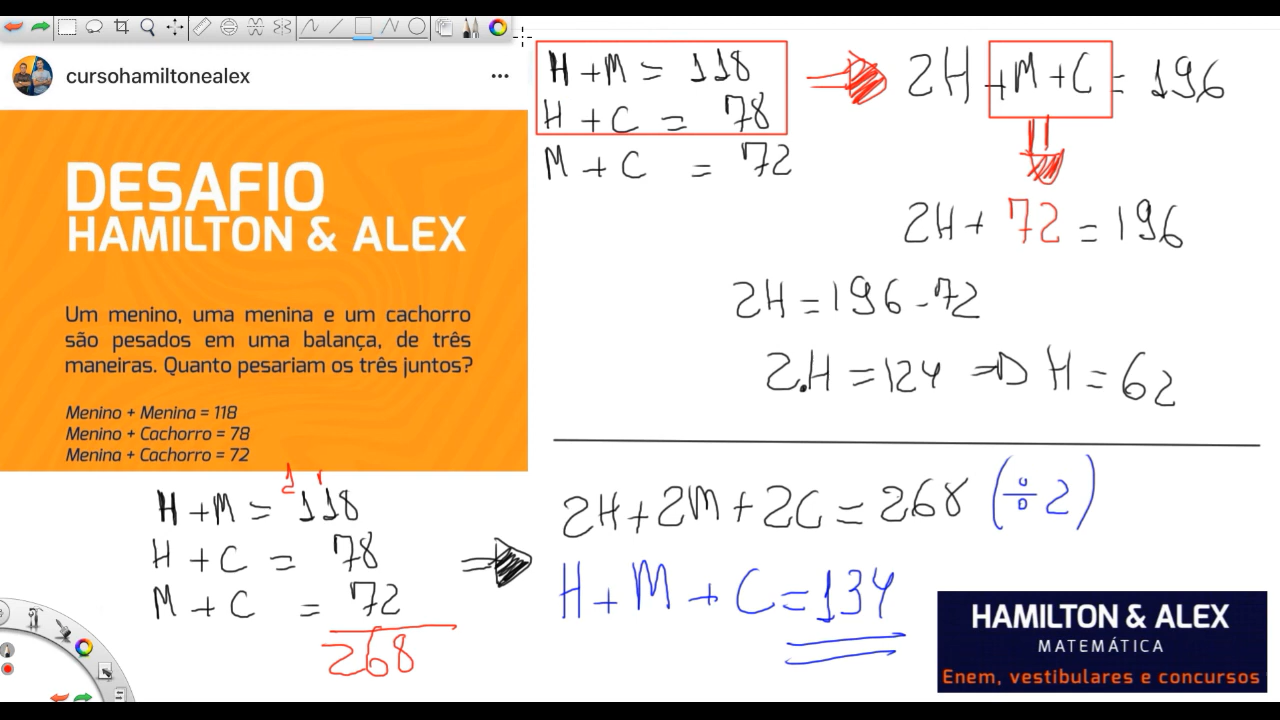 cursohamiltonealex
DESAFIO
HAMILTON & ALEX
Um menino, uma menina e um cachorro
são pesados em uma balança, de três
maneiras. Quanto pesariam os três juntos?
Menino + Menina = 118
Menino + Cachorro = 78
Menina + Cachorro = 72
H + M = 118
H + C = 78
M + C = 72
268
H + M = 118
H + C = 78
M + C = 72
2H + M + C = 196
2H + 72 = 196
2H = 196 - 72
2.H = 124 ⇒ H = 62
2H + 2M + 2C = 268 (÷2)
H + M + C = 134
HAMILTON & ALEX
MATEMÁTICA
Enem, vestibulares e concursos